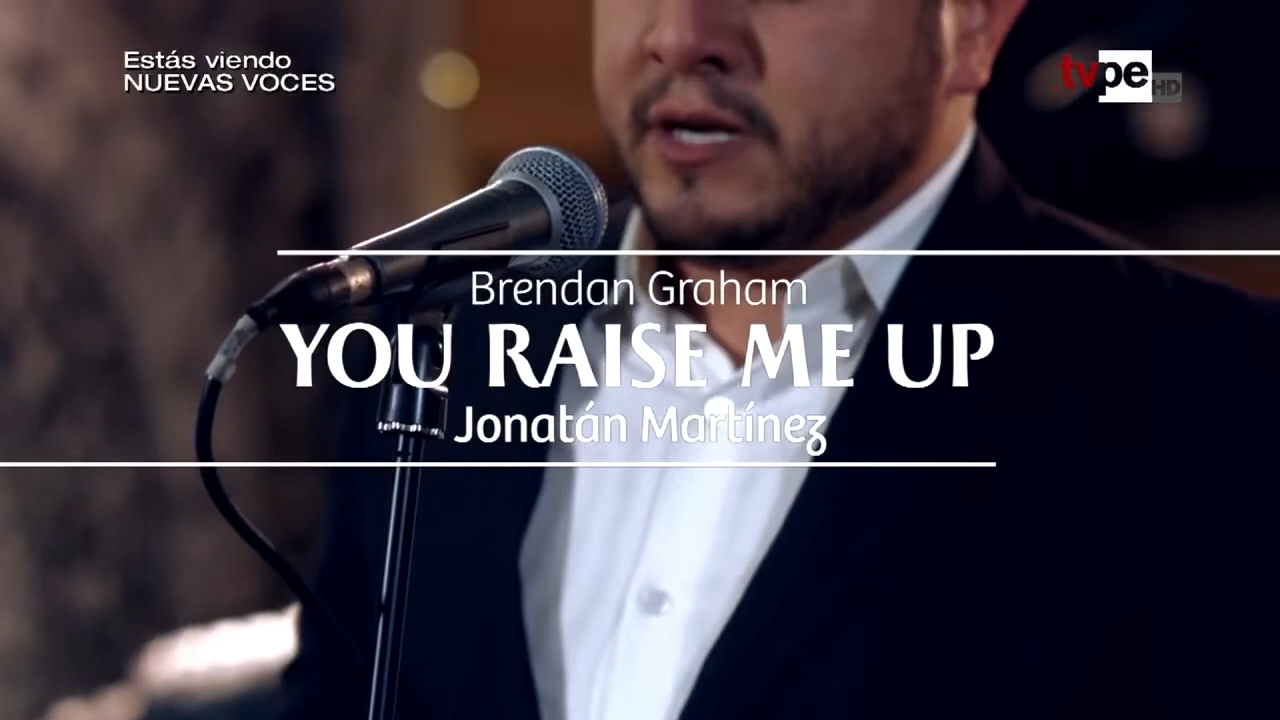 Estás viendo
NUEVAS VOCES
tvpe HD
Brendan Graham
YOU RAISE ME UP
Jonatán Martínez